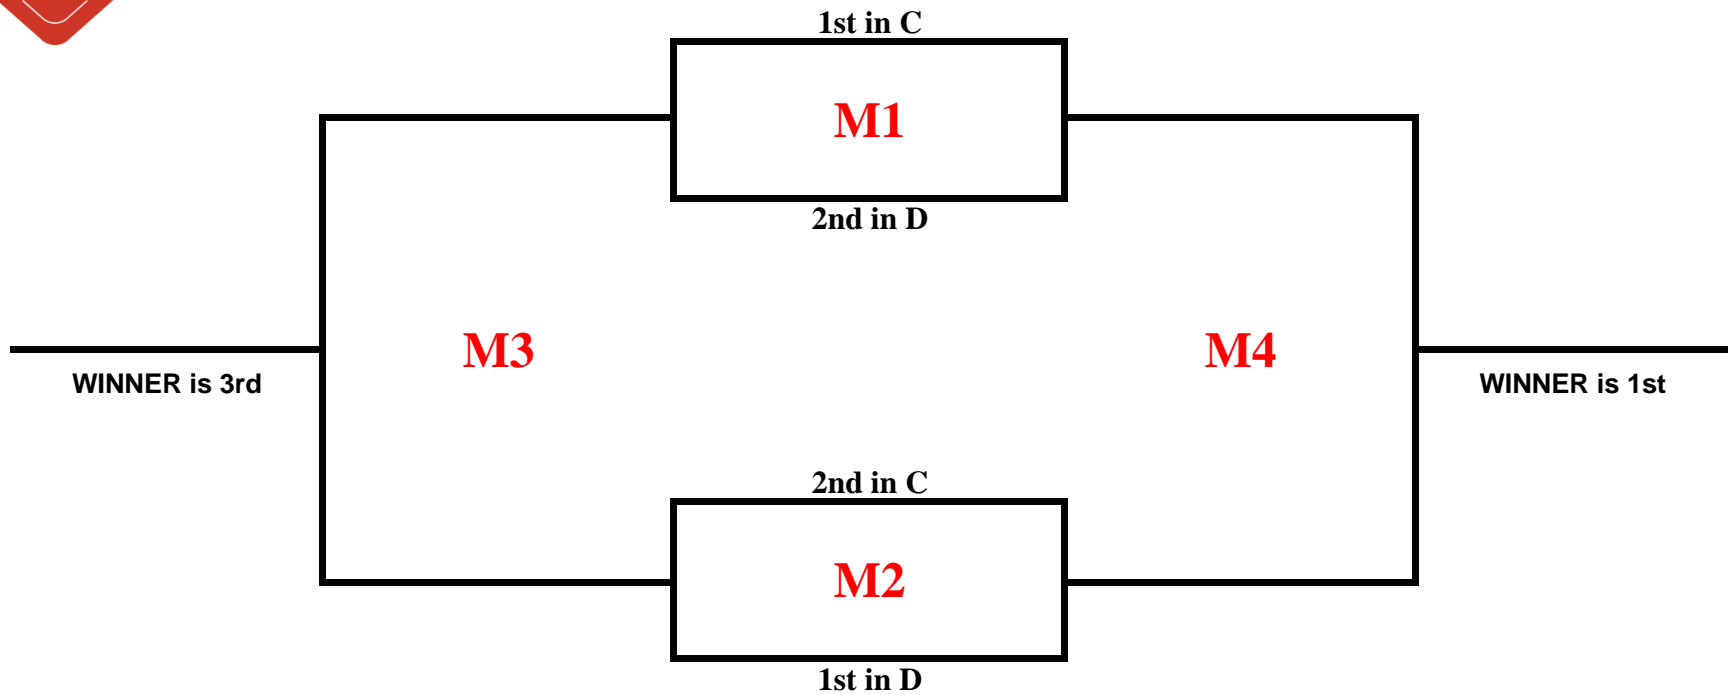 1st in C
M1
2nd in D
M3
M4
WINNER is 3rd
WINNER is 1st
2nd in C
M2
1st in D